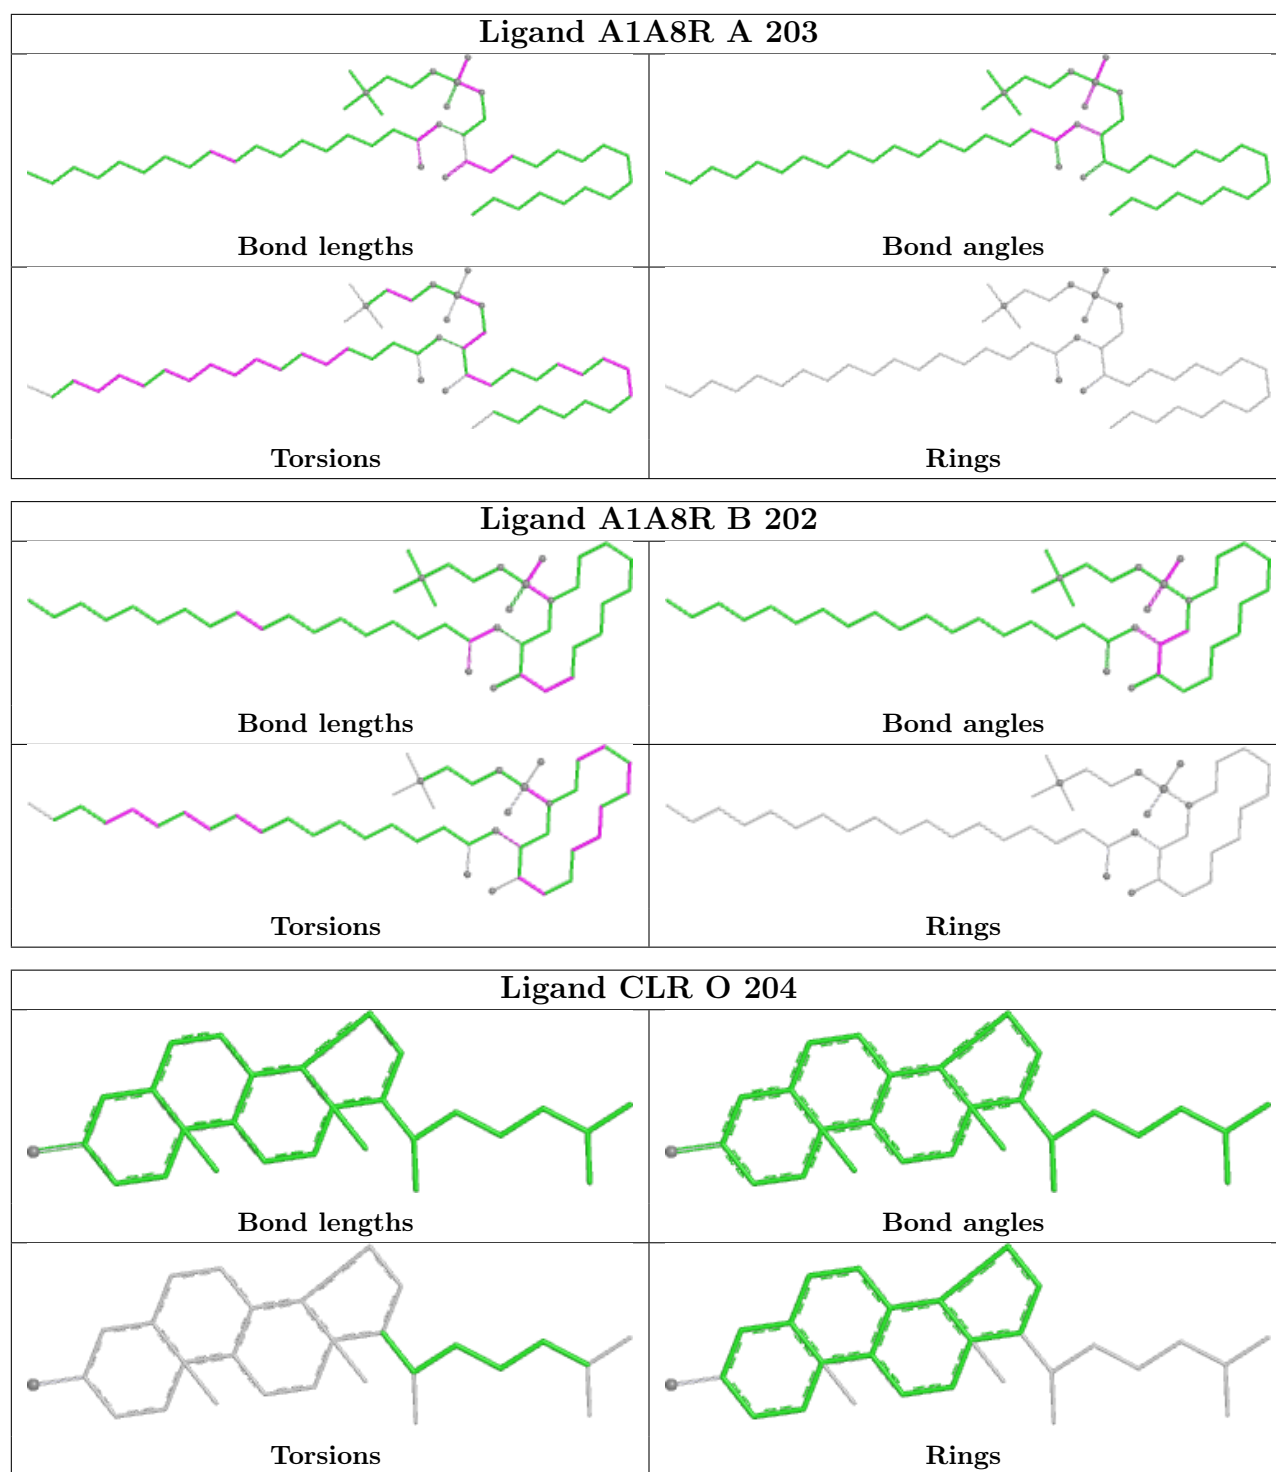 Ligand A1A8R A 203
Bond lengths
Bond angles
Torsions
Rings
Ligand A1A8R B 202
Bond lengths
Bond angles
Torsions
Rings
Ligand CLR O 204
Bond lengths
Bond angles
Torsions
Rings